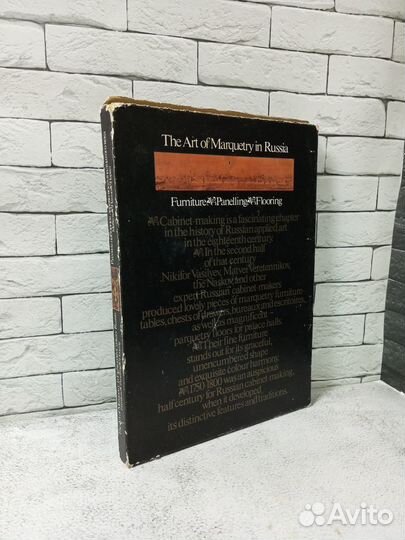 The Art of Marquetry in Russia
Furniture Panelling Flooring
Cabinet-making is a fascinating chapter
in the history of Russian applied art
in the eighteenth century.
In the second half
of that century
Nikifor Vasilyev, Matvei Veretennikov,
the Naskov and other
expert Russian cabinet-makers
produced lovely pieces of marquetry furniture-
tables, chests of drawers, bureaux and escritoires,
as well as magnificent
parquetry floors for palace halls.
Their fine furniture
stands out for its graceful,
unencumbered shape
and exquisite colour harmony.
1750-1800 was an auspicious
half century for Russian cabinet-making,
when it developed
its distinctive features and traditions.
Avito